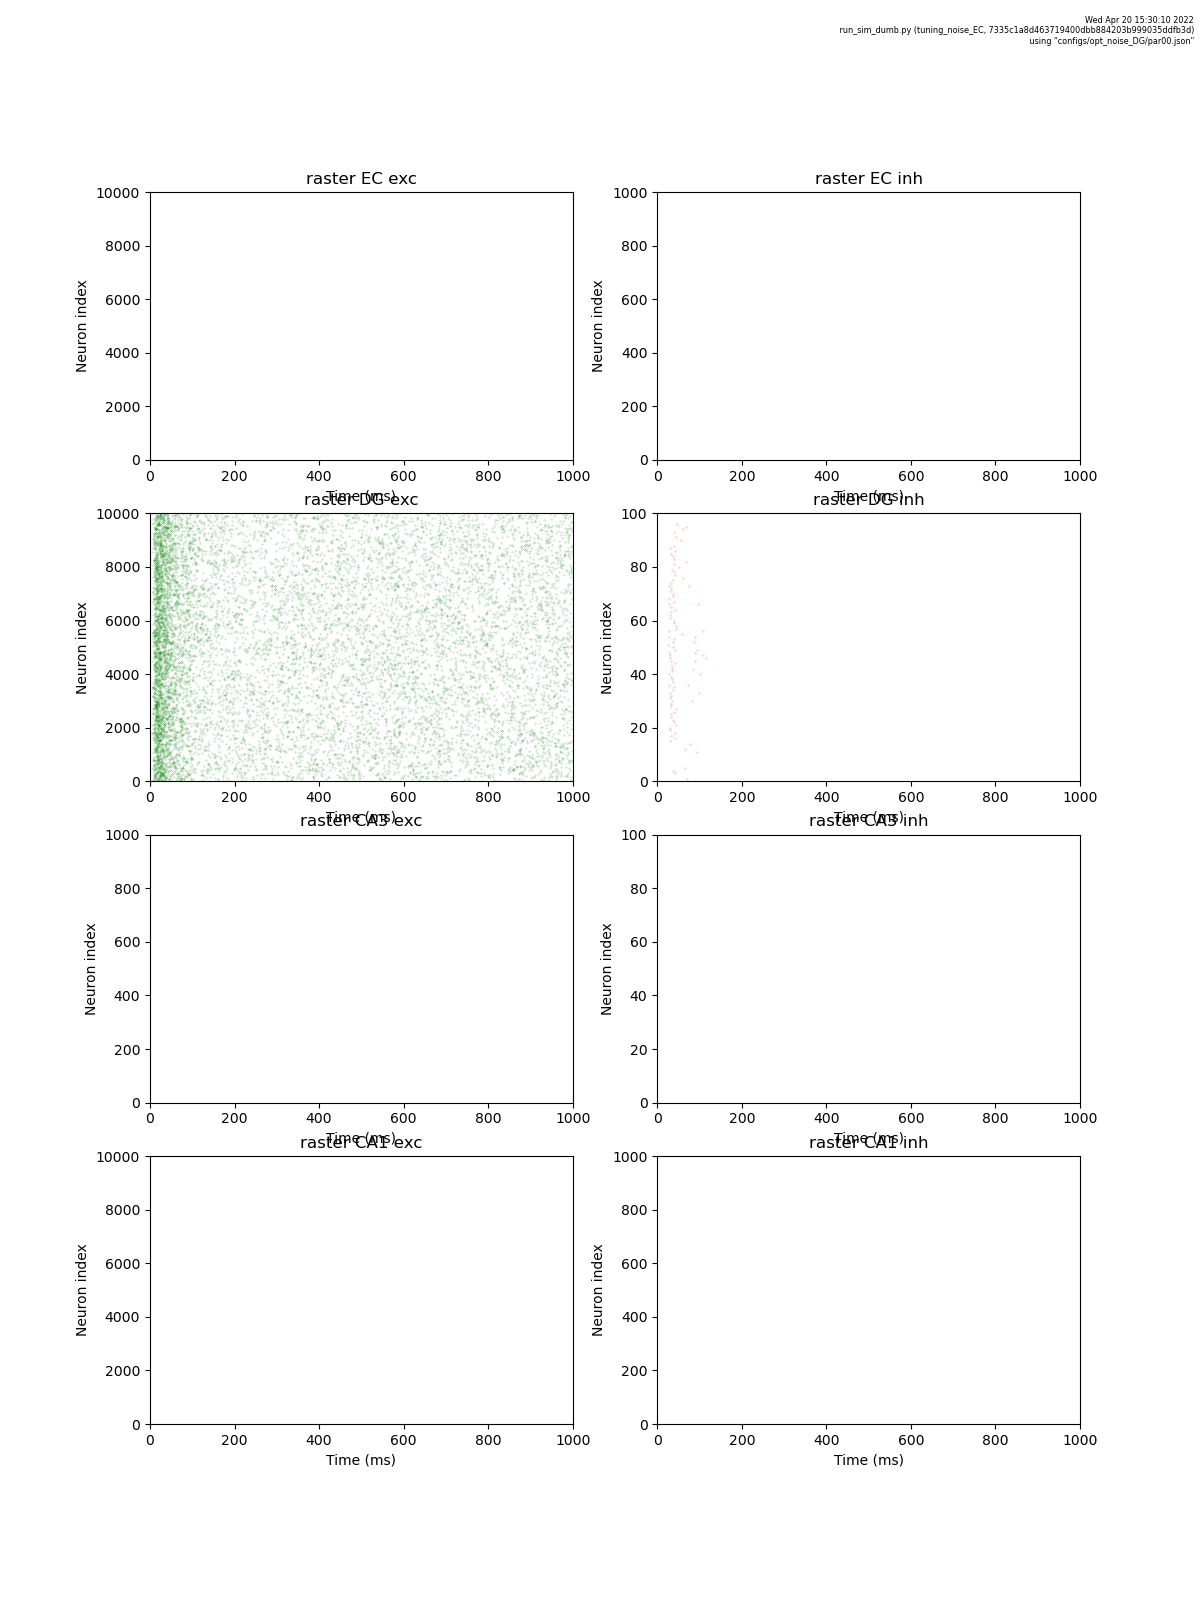 Wed Apr 20 15:30:10 2022
run_sim_dumb.py (tuning_noise_EC, 7335c1a8d463719400dbb884203b999035ddfb3d)
using "configs/opt_noise_DG/par00.json"
raster EC exc
10000
8000
6000
4000
2000
0
Neuron index
0 200 400 600 800 1000
Time (ms)
raster EC inh
1000
800
600
400
200
0
Neuron index
0 200 400 600 800 1000
Time (ms)
raster DG exc
10000
8000
6000
4000
2000
0
Neuron index
0 200 400 600 800 1000
Time (ms)
raster DG inh
100
80
60
40
20
0
Neuron index
0 200 400 600 800 1000
Time (ms)
raster CA3 exc
1000
800
600
400
200
0
Neuron index
0 200 400 600 800 1000
Time (ms)
raster CA3 inh
100
80
60
40
20
0
Neuron index
0 200 400 600 800 1000
Time (ms)
raster CA1 exc
10000
8000
6000
4000
2000
0
Neuron index
0 200 400 600 800 1000
Time (ms)
raster CA1 inh
1000
800
600
400
200
0
Neuron index
0 200 400 600 800 1000
Time (ms)